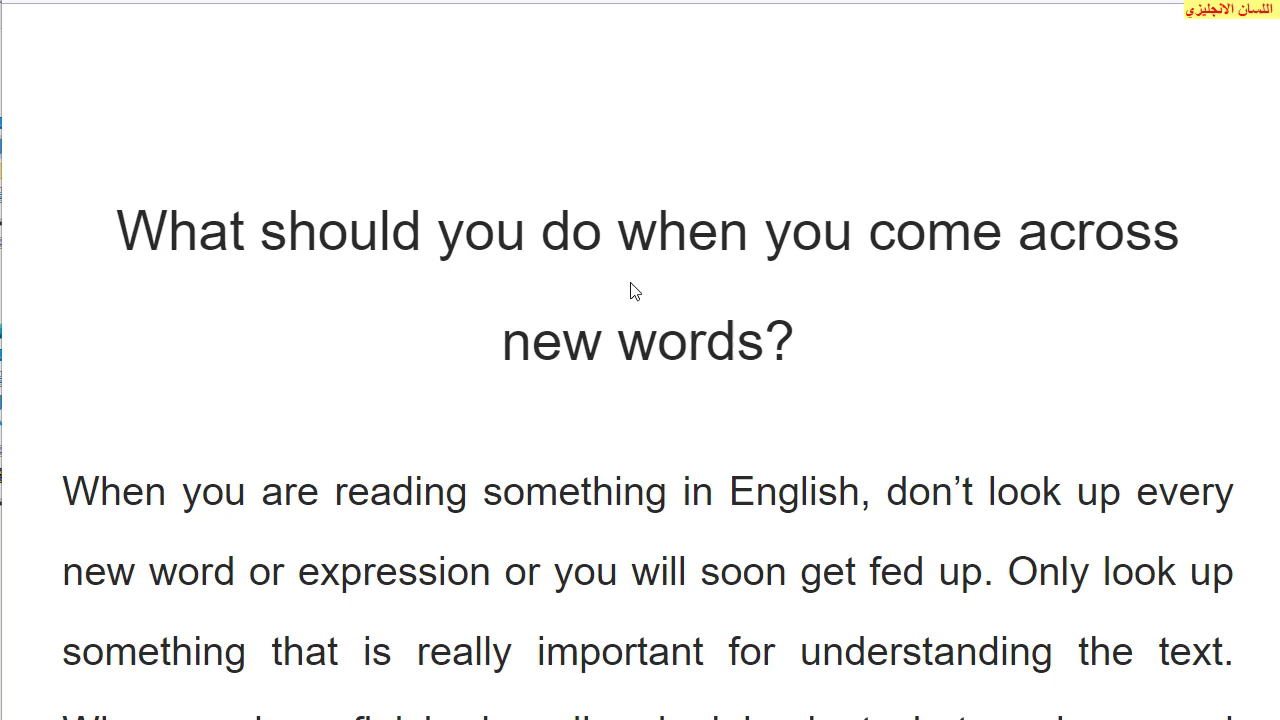 اللسان الانجليزي
What should you do when you come across
new words?
When you are reading something in English, don’t look up every
new word or expression or you will soon get fed up. Only look up
something that is really important for understanding the text.